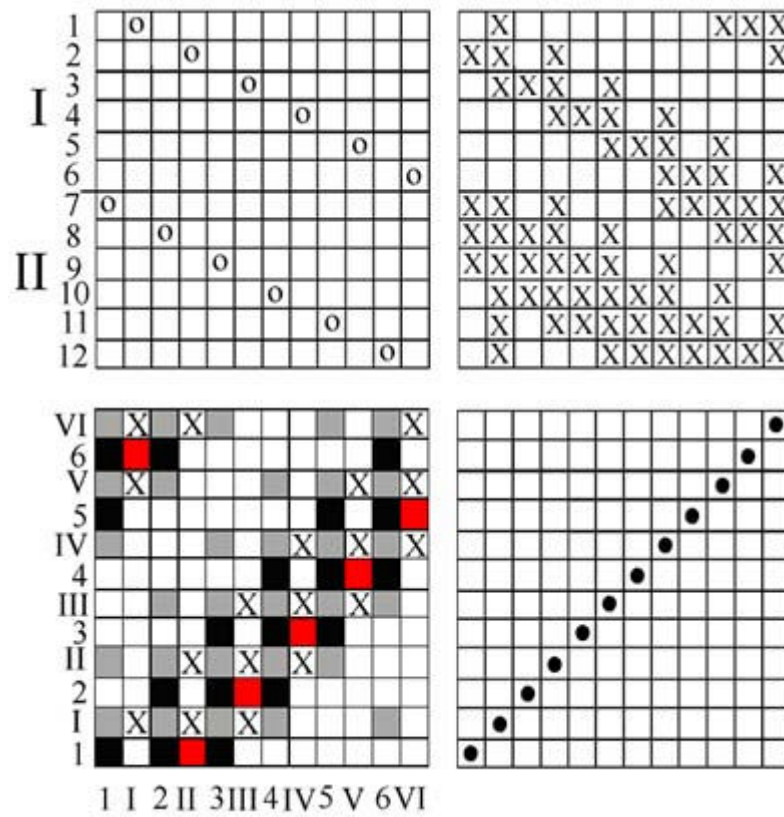 1 o X X X X
2 o X X X X
3 o X X X X
I
4 o X X X X
5 o X X X X
6 o X X X X
7 o X X X X X X X X
8 o X X X X X X X X
II
9 o X X X X X X X X
10 o X X X X X X X X
11 o X X X X X X X X X
12 o X X X X X X X X
VI X X X
6
V X X X
5
IV X X X
4
III X X X
3
II X X X
2
I X X X
1
1 I 2 II 3 III 4 IV 5 V 6 VI